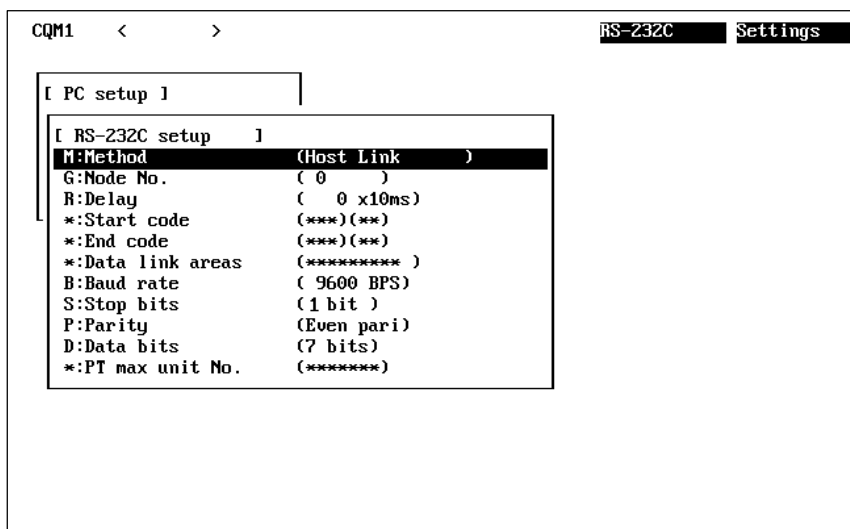 CQM1 < > RS-232C Settings
[ PC setup ]
[ RS-232C setup ]
M:Method (Host Link )
G:Node No. ( 0 )
R:Delay ( 0 x10ms)
*:Start code (***)(**)
*:End code (***)(**)
*:Data link areas (********* )
B:Baud rate ( 9600 BPS)
S:Stop bits (1 bit )
P:Parity (Even pari)
D:Data bits (7 bits)
*:PT max unit No. (*******)